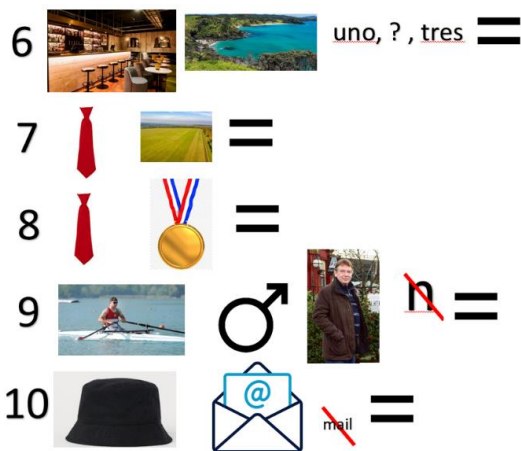 6 uno, ? , tres =
7 =
8 =
9 n =
10 @ mail =